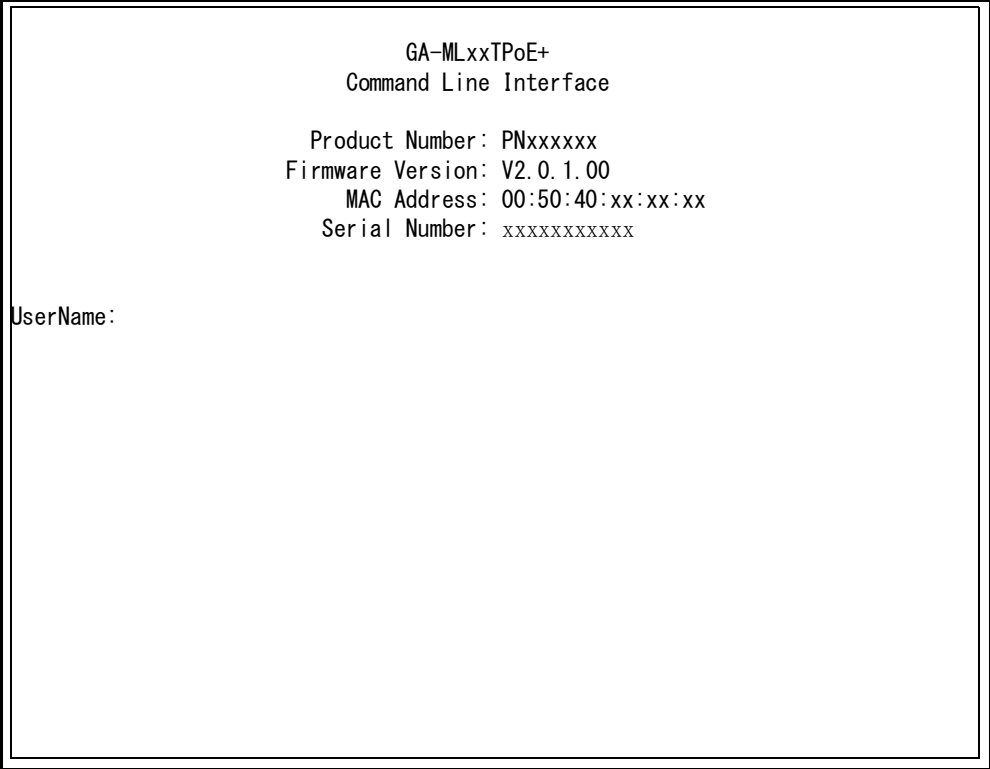 GA-MLxxTPoE+
Command Line Interface
Product Number: PNxxxxxx
Firmware Version: V2.0.1.00
MAC Address: 00:50:40:xx:xx:xx
Serial Number: xxxxxxxxxxx
UserName: